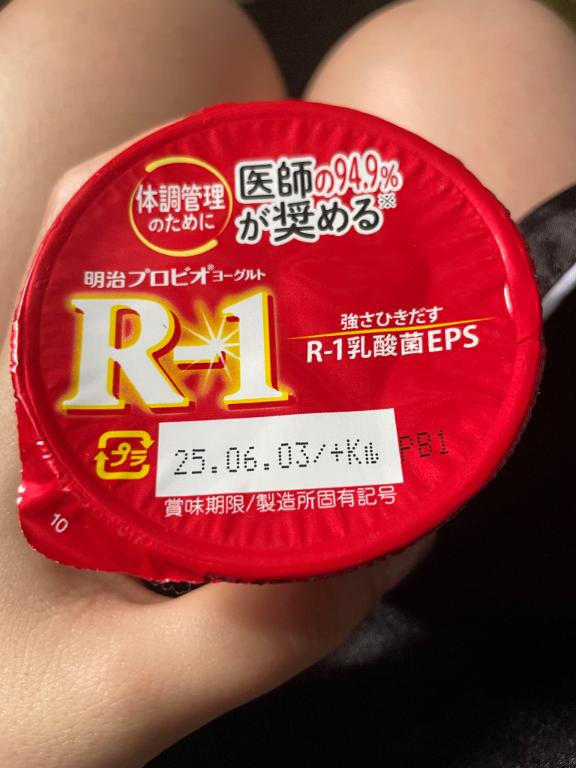 体調管理
のために
医師の94.9%
が奨める※
明治プロビオ®ヨーグルト
R-1
強さひきだす
R-1乳酸菌EPS
プラ
25.06.03/+Kル PB1
賞味期限/製造所固有記号
10